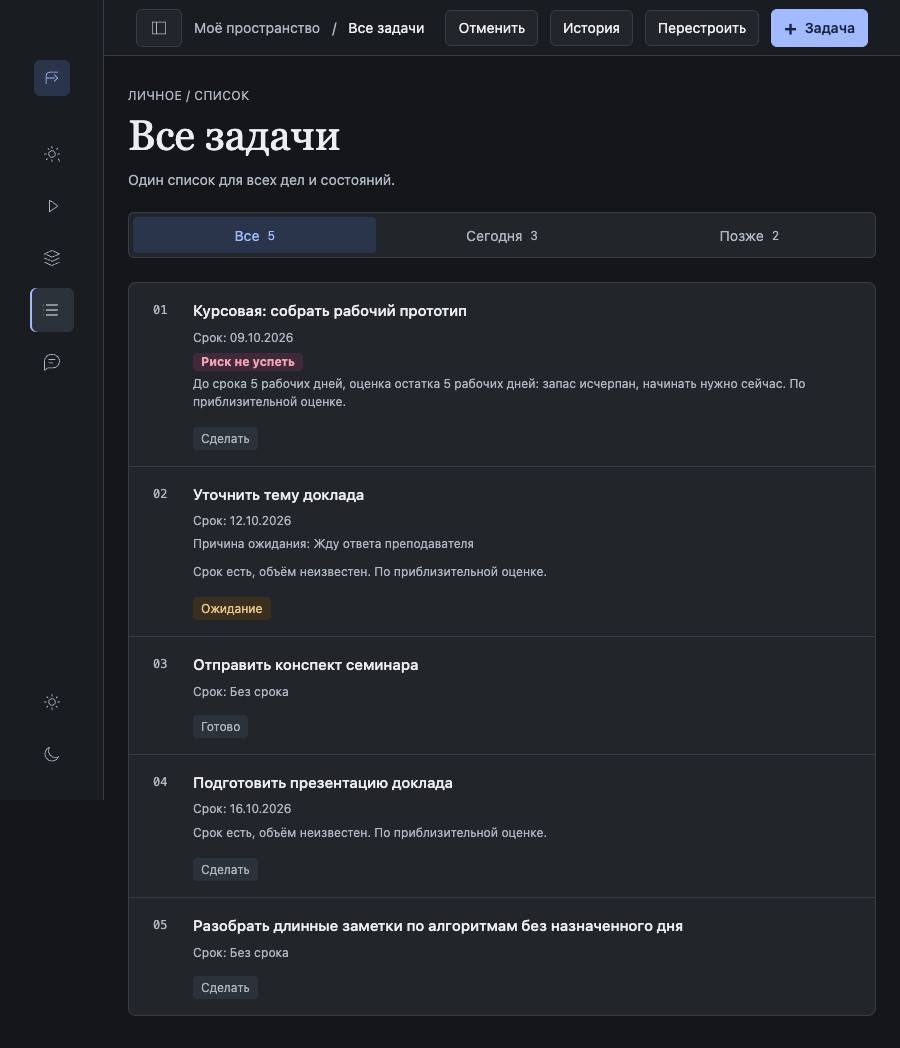 Моё пространство / Все задачи
Отменить
История
Перестроить
+ Задача
ЛИЧНОЕ / СПИСОК
Все задачи
Один список для всех дел и состояний.
Все 5
Сегодня 3
Позже 2
01
Курсовая: собрать рабочий прототип
Срок: 09.10.2026
Риск не успеть
До срока 5 рабочих дней, оценка остатка 5 рабочих дней: запас исчерпан, начинать нужно сейчас. По
приблизительной оценке.
Сделать
02
Уточнить тему доклада
Срок: 12.10.2026
Причина ожидания: Жду ответа преподавателя
Срок есть, объём неизвестен. По приблизительной оценке.
Ожидание
03
Отправить конспект семинара
Срок: Без срока
Готово
04
Подготовить презентацию доклада
Срок: 16.10.2026
Срок есть, объём неизвестен. По приблизительной оценке.
Сделать
05
Разобрать длинные заметки по алгоритмам без назначенного дня
Срок: Без срока
Сделать